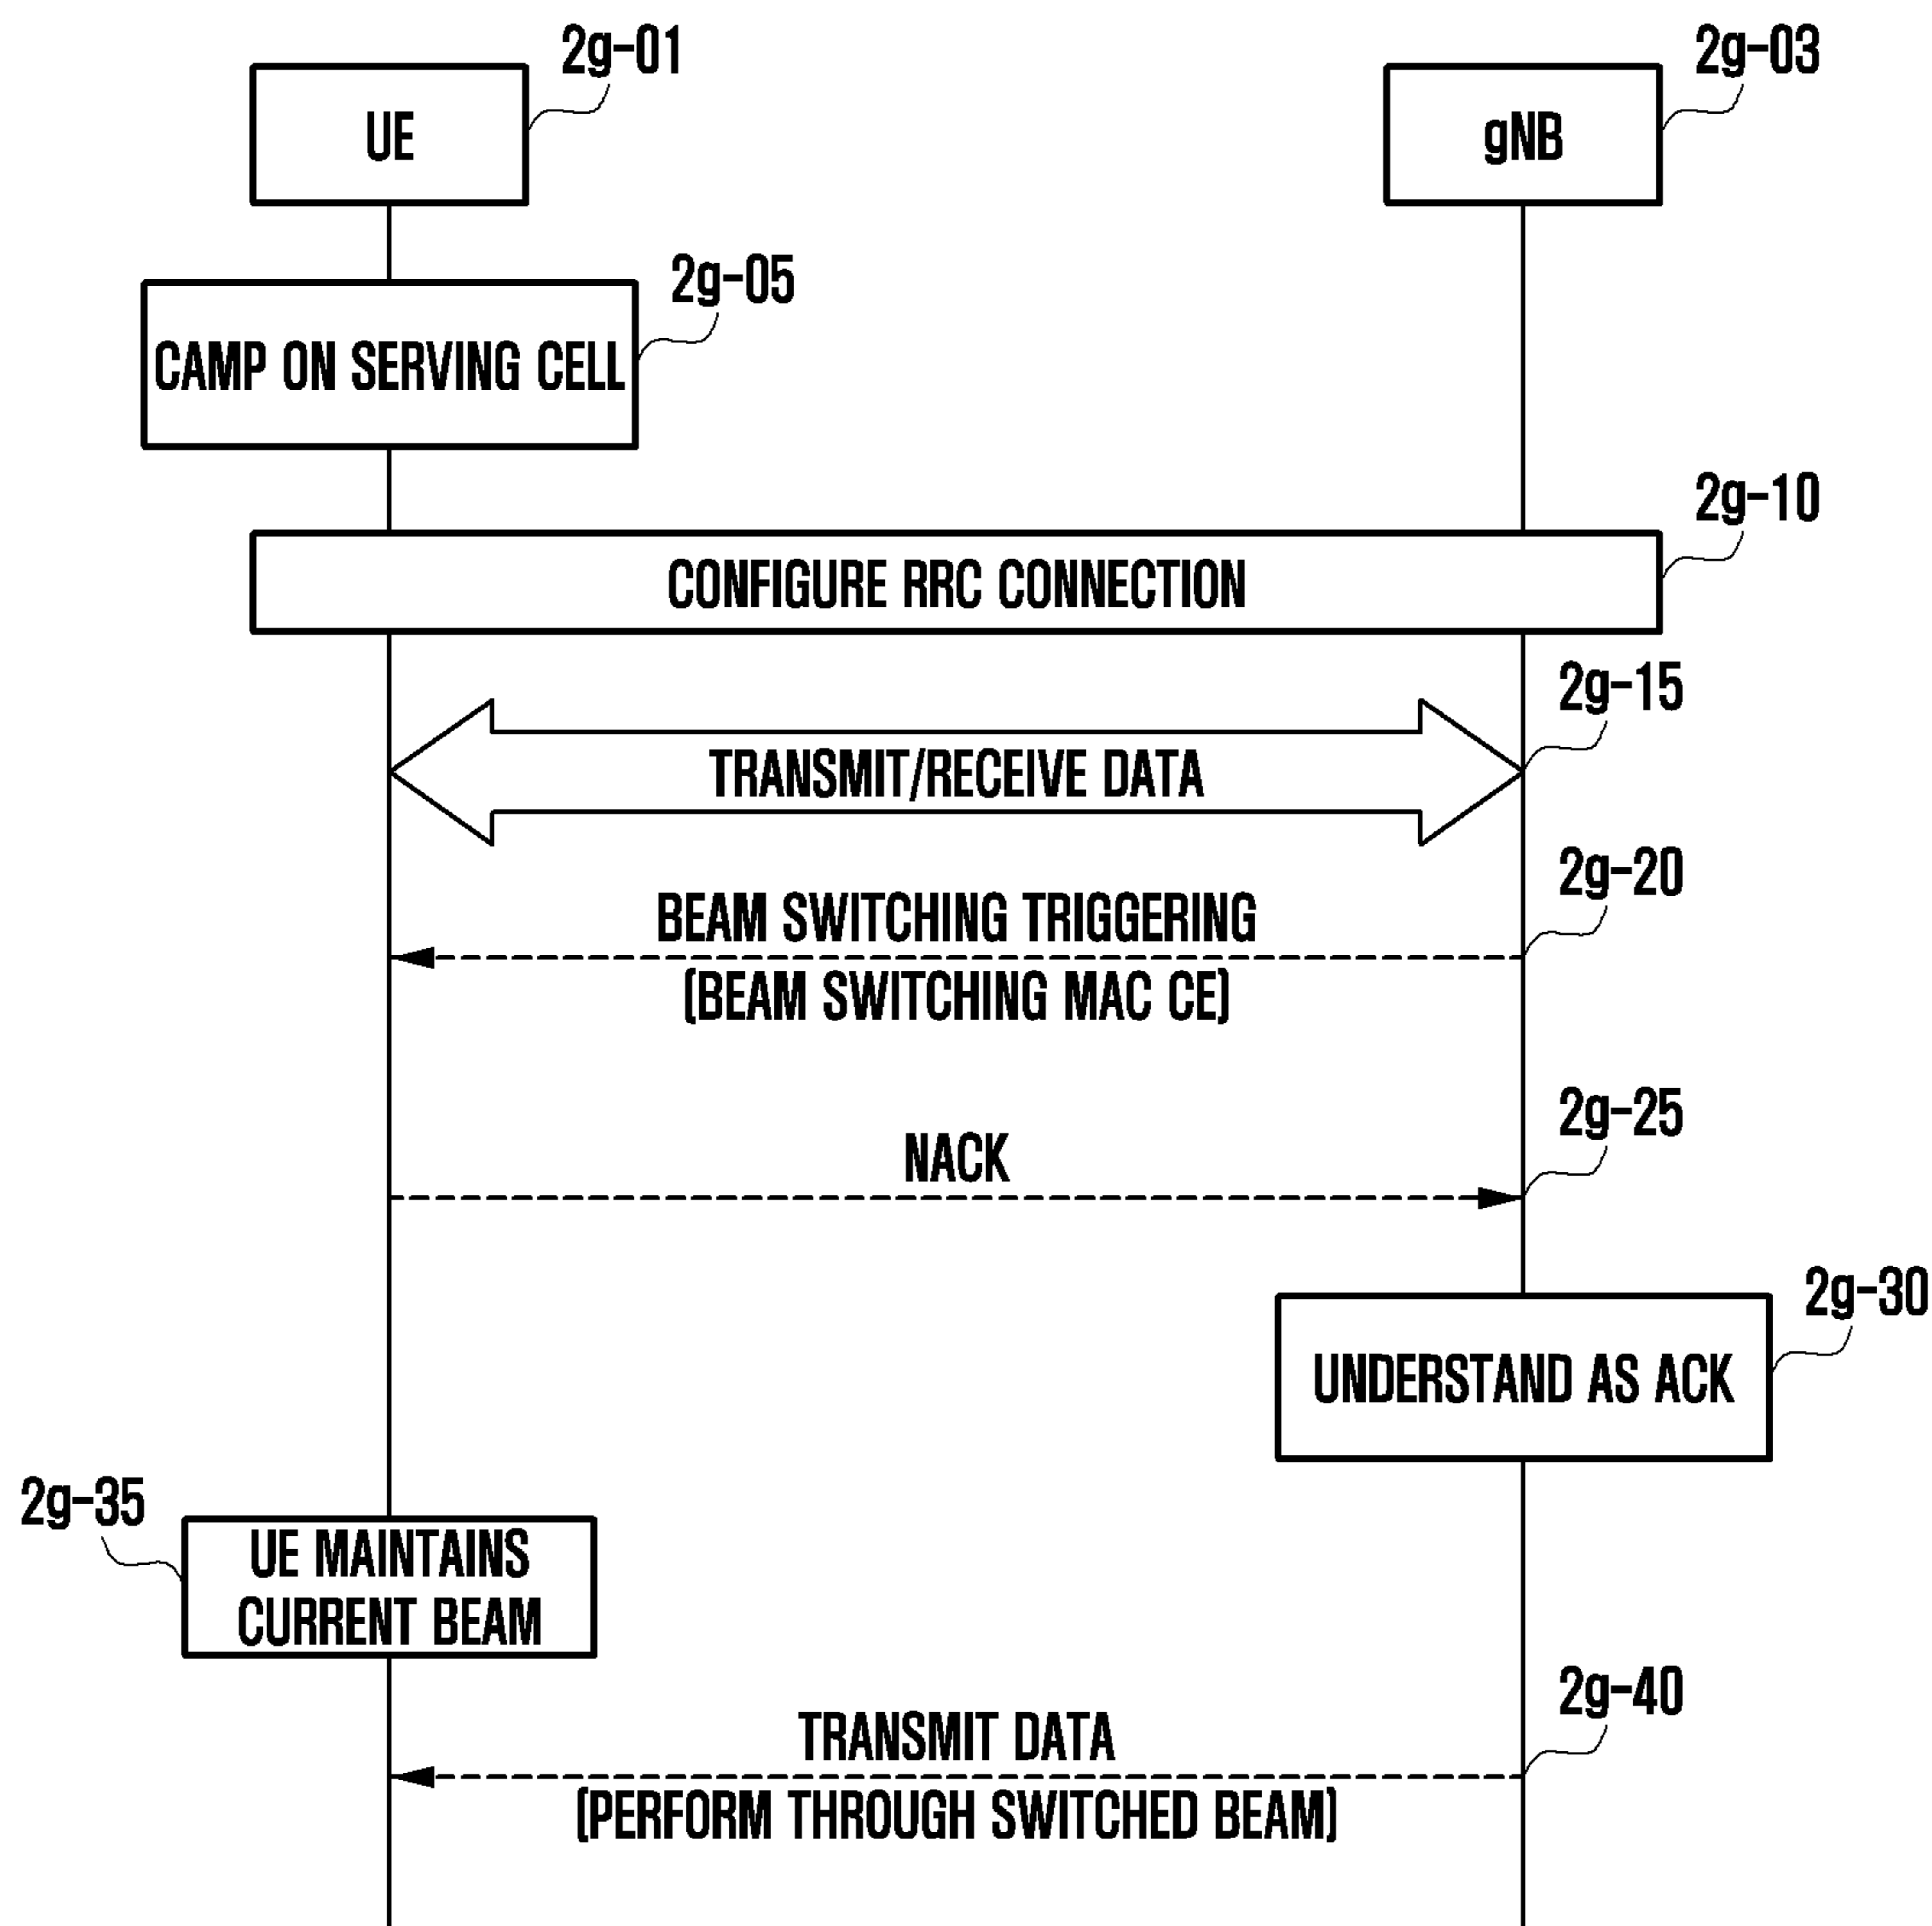 2g-01
2g-03
UE
gNB
2g-05
CAMP ON SERVING CELL
2g-10
CONFIGURE RRC CONNECTION
2g-15
TRANSMIT/RECEIVE DATA
2g-20
BEAM SWITCHING TRIGGERING
(BEAM SWITCHING MAC CE)
2g-25
NACK
2g-30
UNDERSTAND AS ACK
2g-35
UE MAINTAINS
CURRENT BEAM
2g-40
TRANSMIT DATA
(PERFORM THROUGH SWITCHED BEAM)